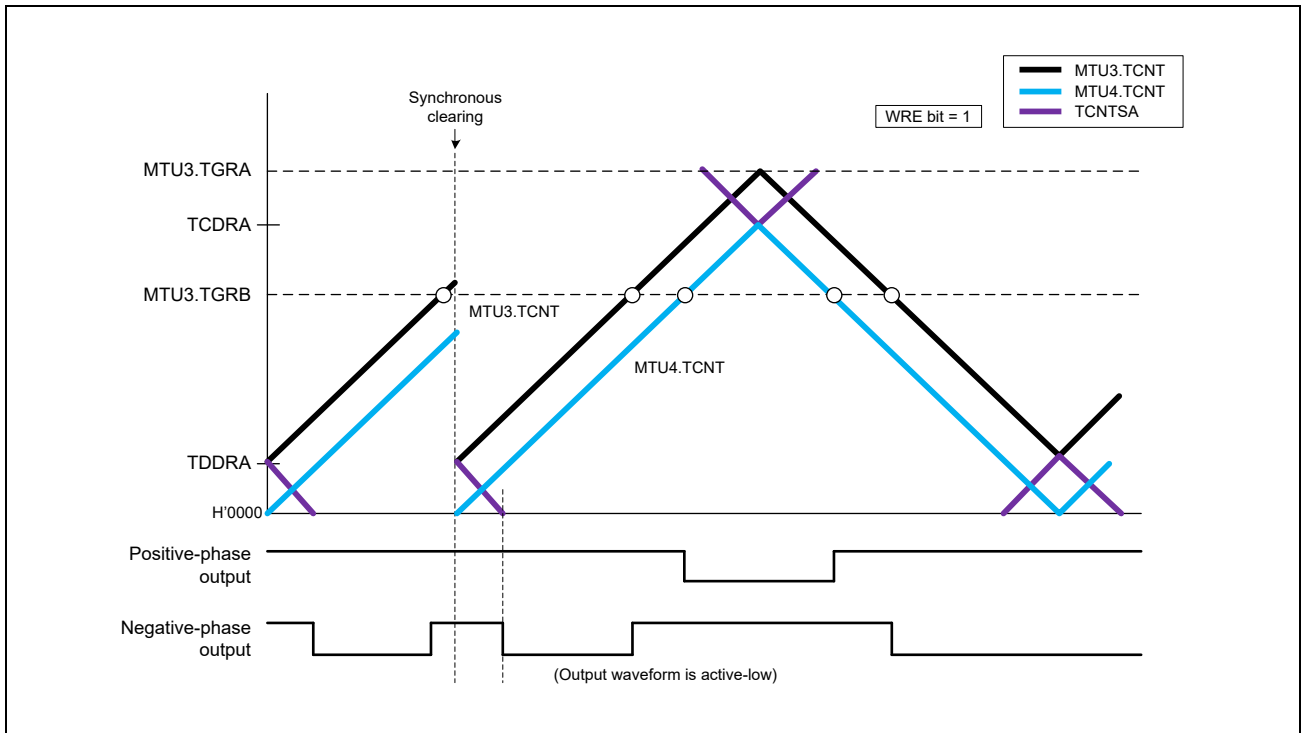 MTU3.TCNT
MTU4.TCNT
TCNTSA
Synchronous
clearing
WRE bit = 1
MTU3.TGRA
TCDRA
MTU3.TGRB
MTU3.TCNT
MTU4.TCNT
TDDRA
H'0000
Positive-phase
output
Negative-phase
output
(Output waveform is active-low)